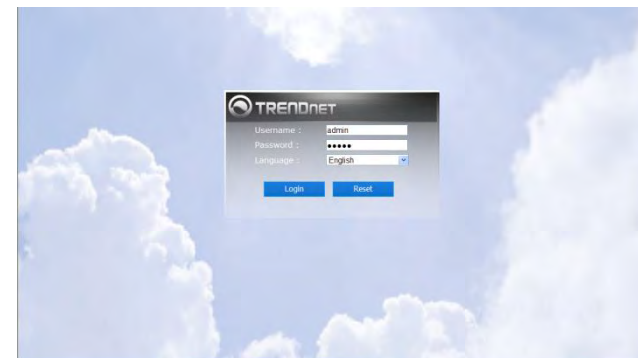 TRENDNET
Username : admin
Password : •••••
Language : English
Login Reset